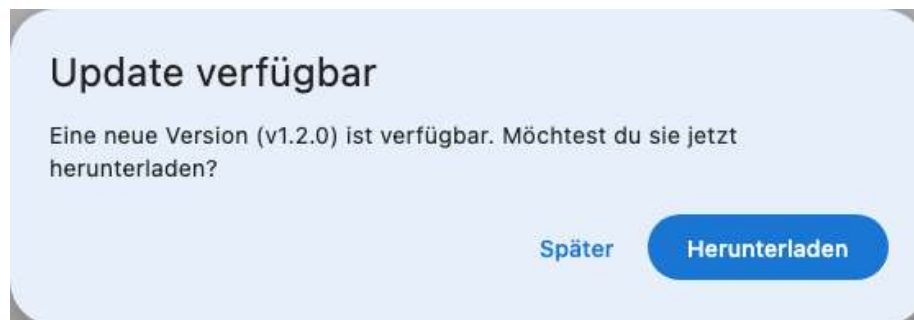 Update verfügbar
Eine neue Version (v1.2.0) ist verfügbar. Möchtest du sie jetzt
herunterladen?
Später
Herunterladen